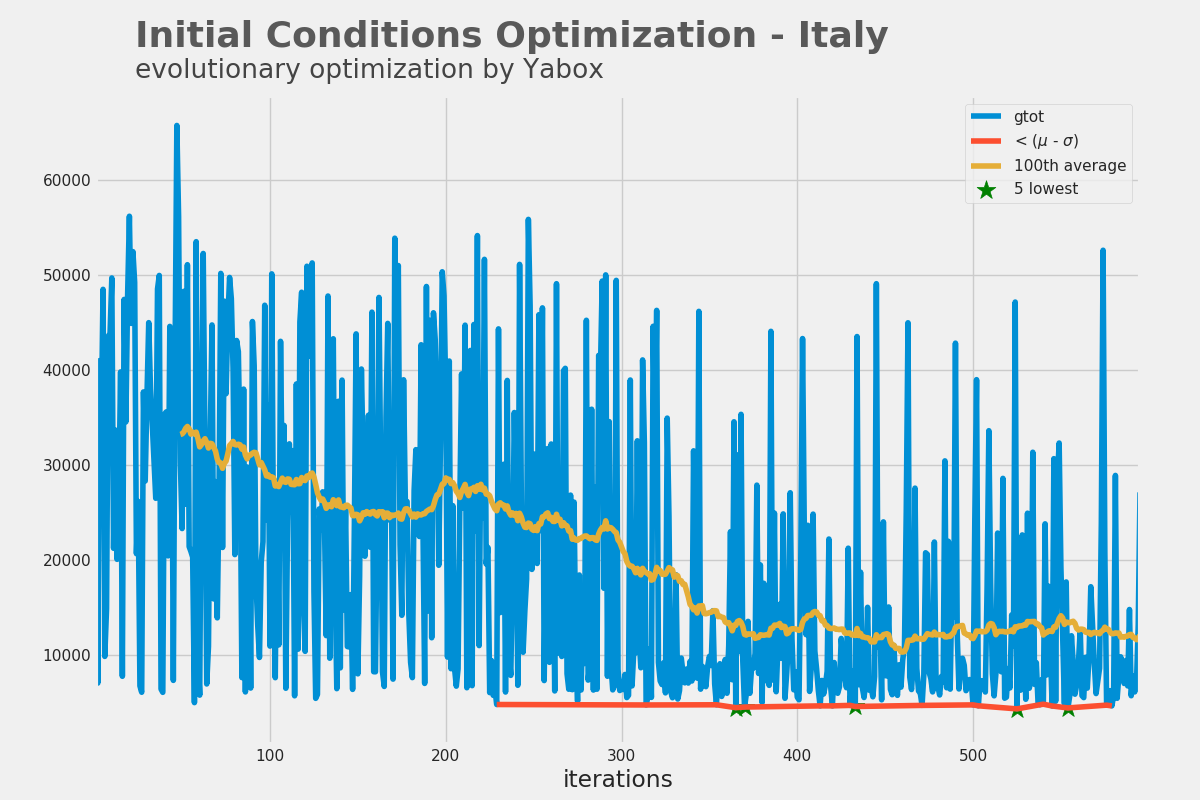 Initial Conditions Optimization - Italy
evolutionary optimization by Yabox
gtot
< (μ - σ)
100th average
5 lowest
60000
50000
40000
30000
20000
10000
100
200
300
400
500
iterations